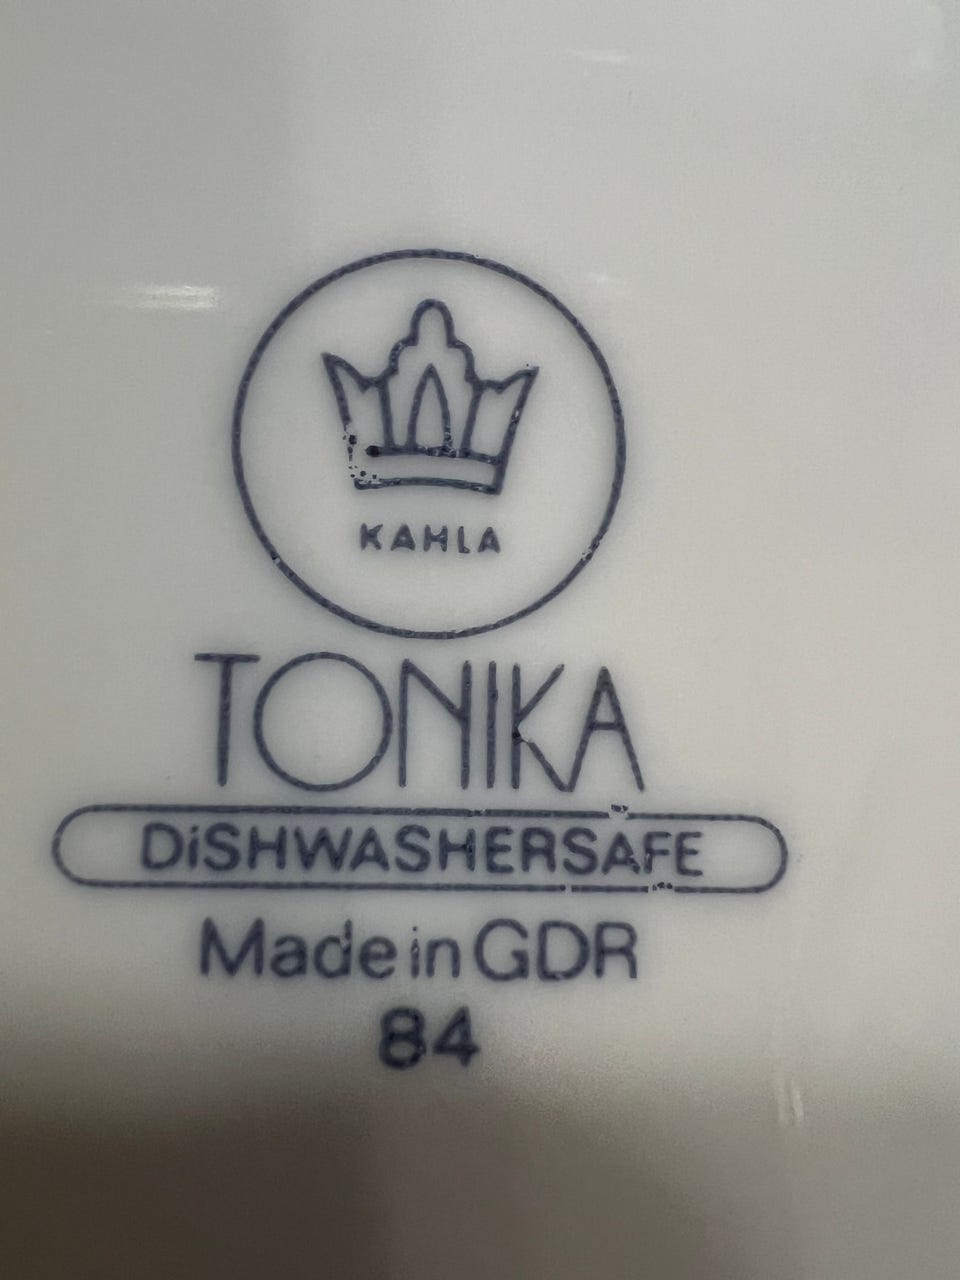 KAHLA
TONIKA
DiSHWASHERSAFE
Made in GDR
84